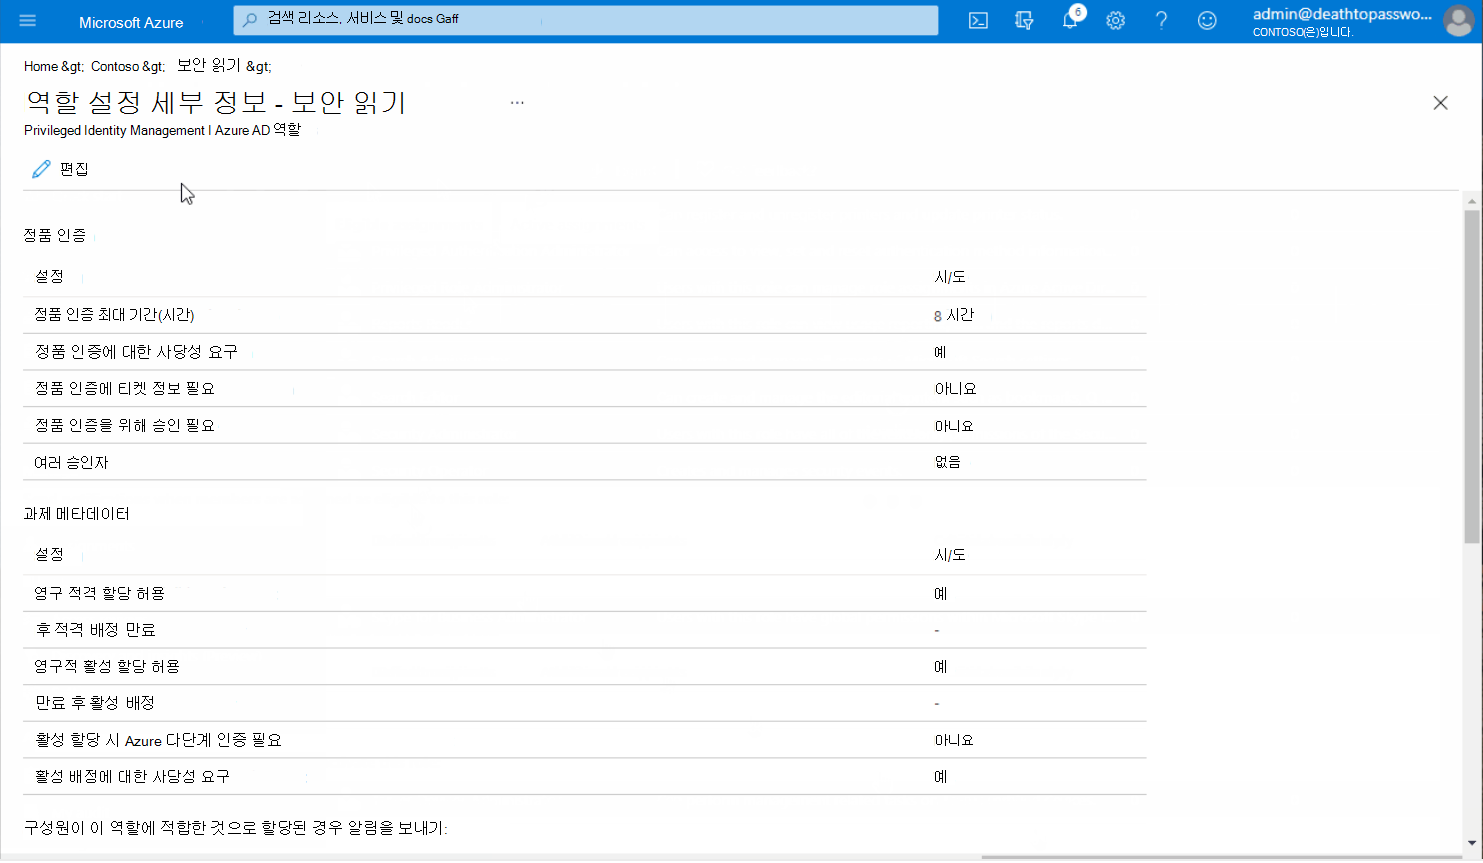 Microsoft Azure
검색 리소스, 서비스 및 docs Gaff
6
admin@deathtopasswo...
CONTOSO(은)입니다.
Home &gt; Contoso &gt; 보안 읽기 &gt;
역할 설정 세부 정보 - 보안 읽기 ...
Privileged Identity Management I Azure AD 역할
편집
정품 인증
설정 시/도
정품 인증 최대 기간(시간) 8 시간
정품 인증에 대한 사당성 요구 예
정품 인증에 티켓 정보 필요 아니요
정품 인증을 위해 승인 필요 아니요
여러 승인자 없음
과제 메타데이터
설정 시/도
영구 적격 할당 허용 예
후 적격 배정 만료 -
영구적 활성 할당 허용 예
만료 후 활성 배정 -
활성 할당 시 Azure 다단계 인증 필요 아니요
활성 배정에 대한 사당성 요구 예
구성원이 이 역할에 적합한 것으로 할당된 경우 알림을 보내기: